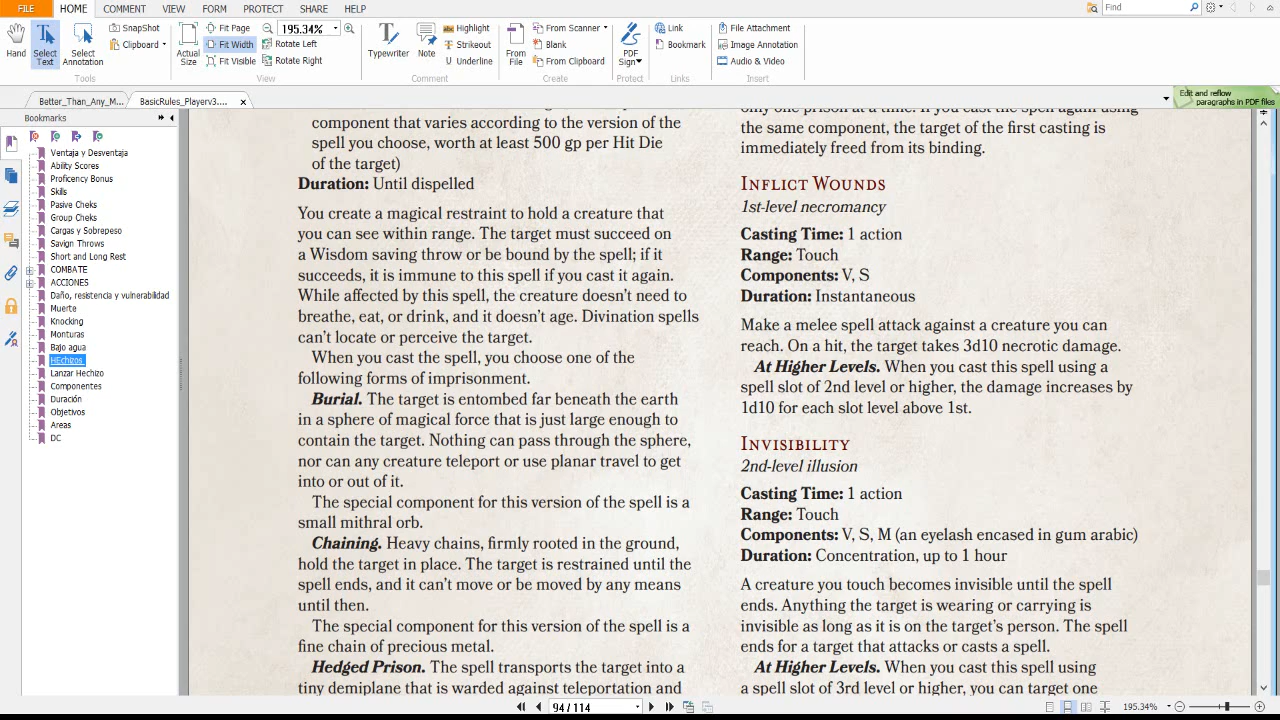 FILE HOME COMMENT VIEW FORM PROTECT SHARE HELP Find
Hand
Select
Text
Select
Annotation
SnapShot
Clipboard
Tools
Actual
Size
Fit Page
Fit Width
Fit Visible
195.34%
Rotate Left
Rotate Right
View
Typewriter
Note
Highlight
Strikeout
Underline
Comment
From
File
From Scanner
Blank
From Clipboard
Create
PDF
Sign
Protect
Link
Bookmark
Links
File Attachment
Image Annotation
Audio & Video
Insert
Better_Than_Any_M... BasicRules_Playerv3....
Edit and reflow
paragraphs in PDF files
Bookmarks
Ventaja y Desventaja
Ability Scores
Proficency Bonus
Skills
Pasive Cheks
Group Cheks
Cargas y Sobrepeso
Savign Throws
Short and Long Rest
COMBATE
ACCIONES
Daño, resistencia y vulnerabilidad
Muerte
Knocking
Monturas
Bajo agua
HEchizos
Lanzar Hechizo
Componentes
Duración
Objetivos
Areas
DC
component that varies according to the version of the
spell you choose, worth at least 500 gp per Hit Die
of the target)
Duration: Until dispelled
You create a magical restraint to hold a creature that
you can see within range. The target must succeed on
a Wisdom saving throw or be bound by the spell; if it
succeeds, it is immune to this spell if you cast it again.
While affected by this spell, the creature doesn't need to
breathe, eat, or drink, and it doesn't age. Divination spells
can't locate or perceive the target.
When you cast the spell, you choose one of the
following forms of imprisonment.
Burial. The target is entombed far beneath the earth
in a sphere of magical force that is just large enough to
contain the target. Nothing can pass through the sphere,
nor can any creature teleport or use planar travel to get
into or out of it.
The special component for this version of the spell is a
small mithral orb.
Chaining. Heavy chains, firmly rooted in the ground,
hold the target in place. The target is restrained until the
spell ends, and it can't move or be moved by any means
until then.
The special component for this version of the spell is a
fine chain of precious metal.
Hedged Prison. The spell transports the target into a
tiny demiplane that is warded against teleportation and
only one prison at a time. If you cast the spell again using
the same component, the target of the first casting is
immediately freed from its binding.
INFLICT WOUNDS
1st-level necromancy
Casting Time: 1 action
Range: Touch
Components: V, S
Duration: Instantaneous
Make a melee spell attack against a creature you can
reach. On a hit, the target takes 3d10 necrotic damage.
At Higher Levels. When you cast this spell using a
spell slot of 2nd level or higher, the damage increases by
1d10 for each slot level above 1st.
INVISIBILITY
2nd-level illusion
Casting Time: 1 action
Range: Touch
Components: V, S, M (an eyelash encased in gum arabic)
Duration: Concentration, up to 1 hour
A creature you touch becomes invisible until the spell
ends. Anything the target is wearing or carrying is
invisible as long as it is on the target's person. The spell
ends for a target that attacks or casts a spell.
At Higher Levels. When you cast this spell using
a spell slot of 3rd level or higher, you can target one
94 / 114
195.34%